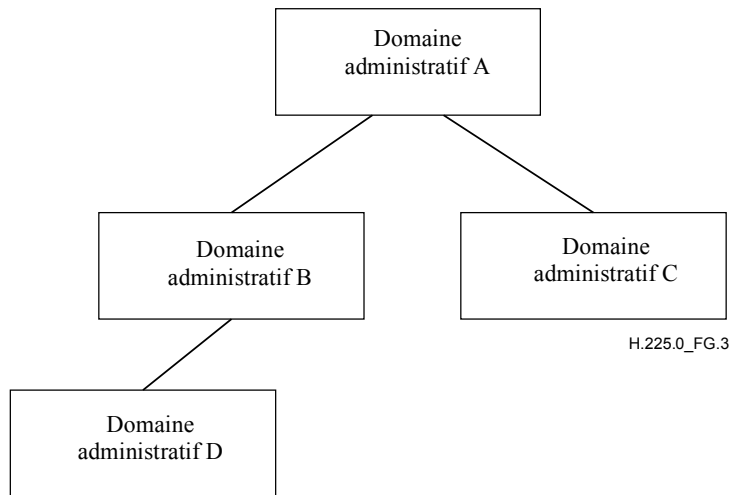 Domaine
administratif A
Domaine
administratif B
Domaine
administratif C
H.225.0_FG.3
Domaine
administratif D